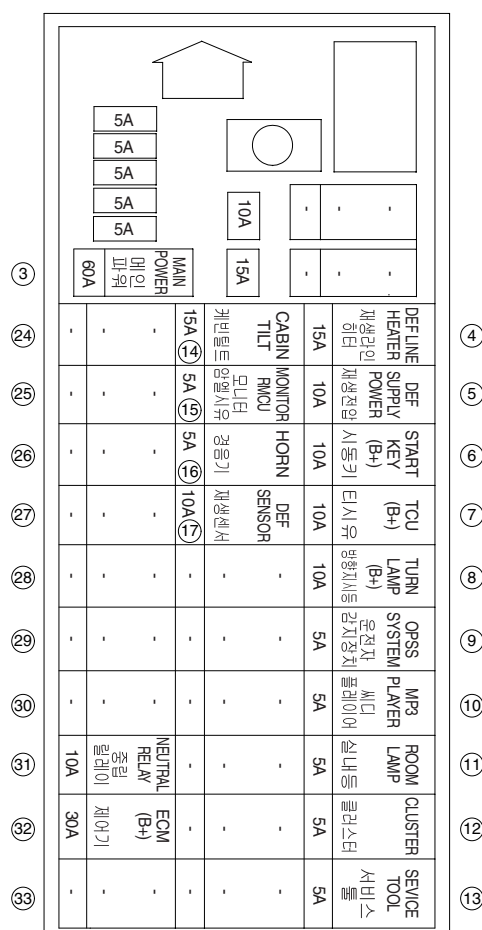 5A
5A
5A
5A
5A
10A
15A
③
60A
MAIN
POWER
메인
파워
㉔
15A
⑭
CABIN
TILT
케빈틸트
15A
DEF LINE
HEATER
재생라인
히터
④
㉕
5A
⑮
MONITOR
RMCU
모니터
암엘시유
10A
DEF
SUPPLY
POWER
재생전압
⑤
㉖
5A
⑯
HORN
경음기
10A
START
KEY
(B+)
시동키
⑥
㉗
10A
⑰
DEF
SENSOR
재생센서
10A
TCU
(B+)
티시유
⑦
㉘
10A
TURN
LAMP
(B+)
방향지시등
⑧
㉙
5A
OPSS
SYSTEM
운전자
감지장치
⑨
㉚
5A
MP3
PLAYER
씨디
플레이어
⑩
㉛
10A
NEUTRAL
RELAY
중립
릴레이
5A
ROOM
LAMP
실내등
⑪
㉜
30A
ECM
(B+)
제어기
5A
CLUSTER
클러스터
⑫
㉝
5A
SEVICE
TOOL
서비스
툴
⑬